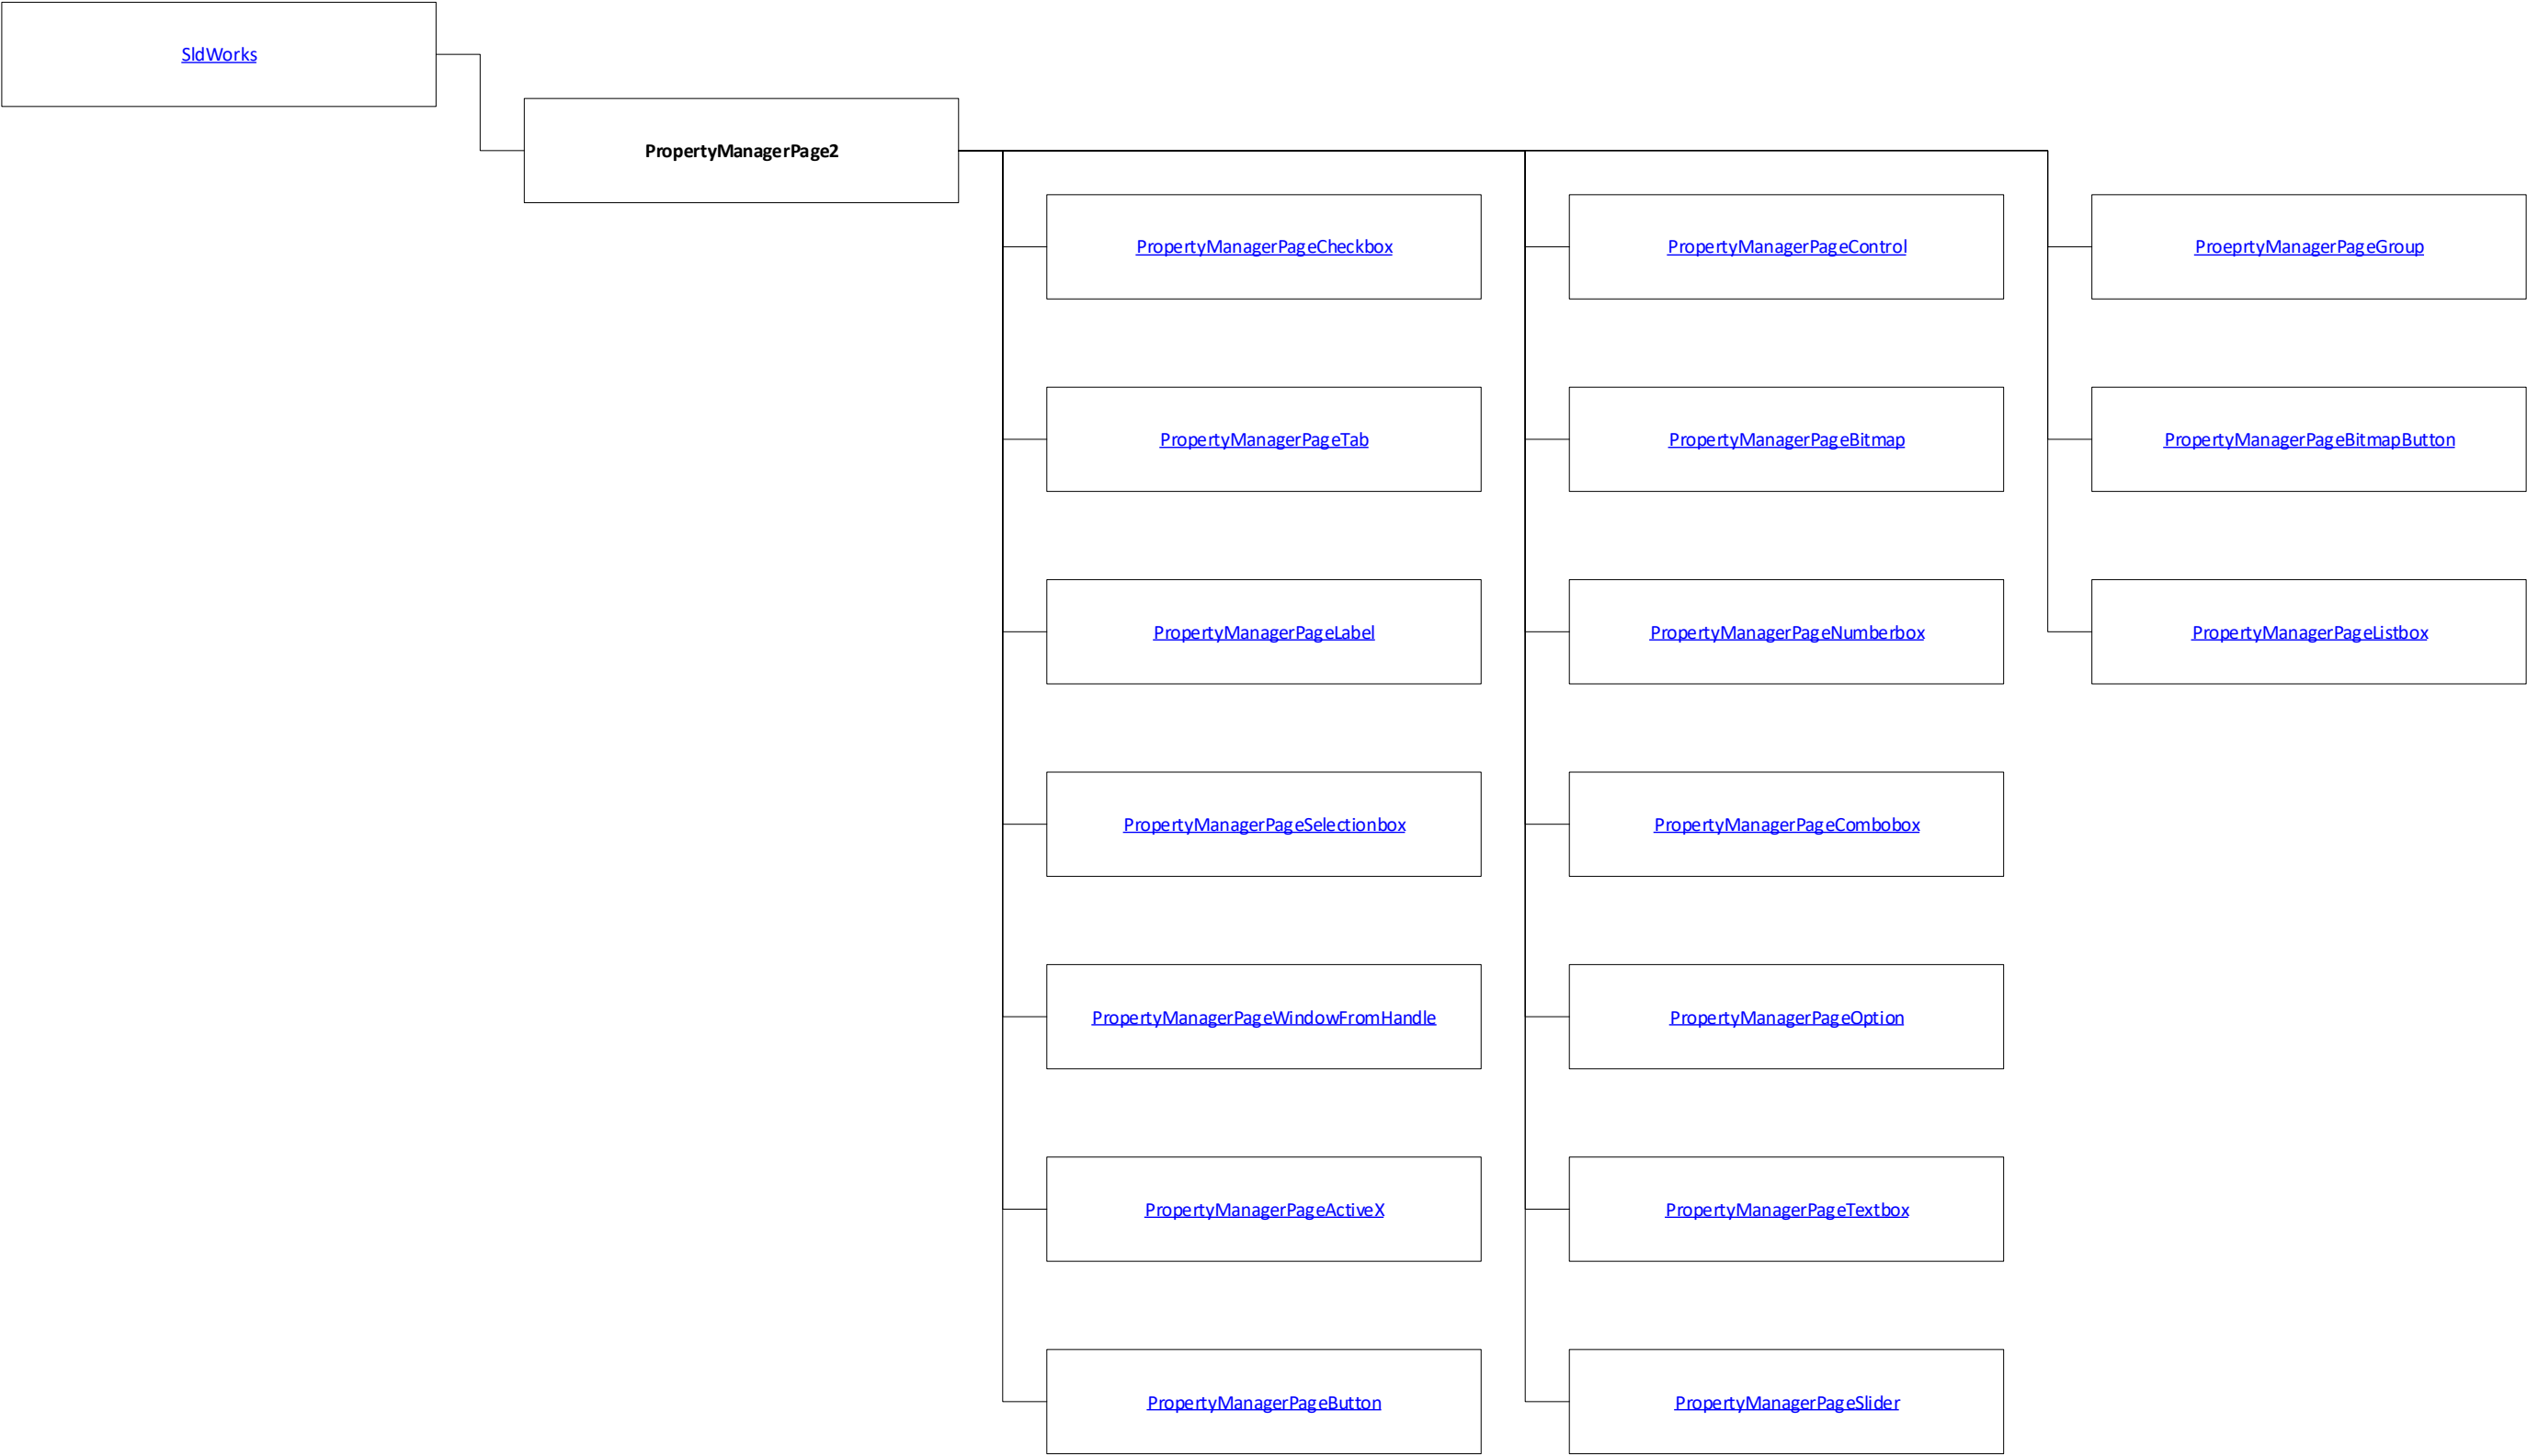 SldWorks
PropertyManagerPage2
PropertyManagerPageCheckbox
PropertyManagerPageControl
ProeprtyManagerPageGroup
PropertyManagerPageTab
PropertyManagerPageBitmap
PropertyManagerPageBitmapButton
PropertyManagerPageLabel
PropertyManagerPageNumberbox
PropertyManagerPageListbox
PropertyManagerPageSelectionbox
PropertyManagerPageCombobox
PropertyManagerPageWindowFromHandle
PropertyManagerPageOption
PropertyManagerPageActiveX
PropertyManagerPageTextbox
PropertyManagerPageButton
PropertyManagerPageSlider